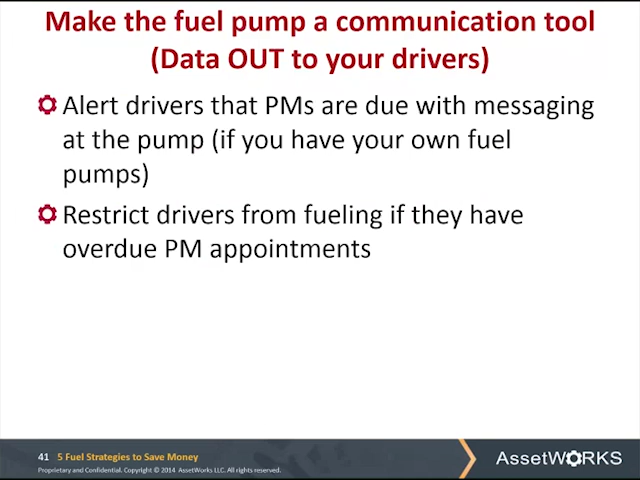 Make the fuel pump a communication tool
(Data OUT to your drivers)
Alert drivers that PMs are due with messaging
at the pump (if you have your own fuel
pumps)
Restrict drivers from fueling if they have
overdue PM appointments
41 5 Fuel Strategies to Save Money
Proprietary and Confidential. Copyright © 2014 AssetWorks LLC. All rights reserved.
AssetWORKS